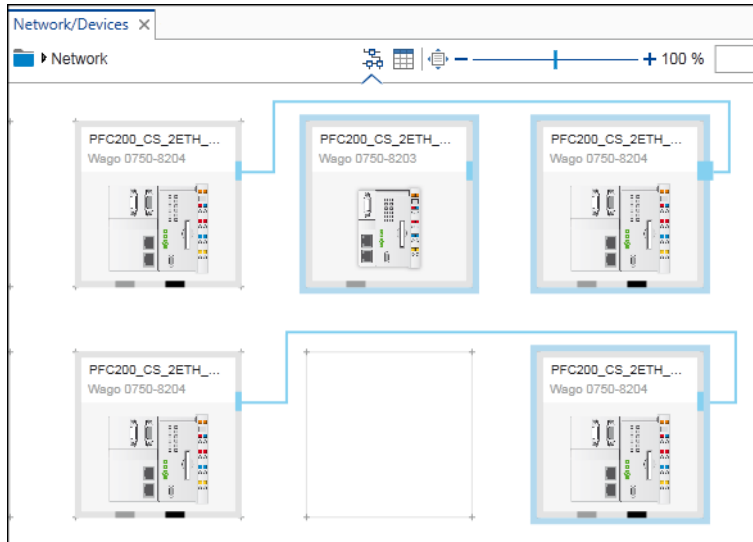 Network/Devices
Network
100 %
PFC200_CS_2ETH_...
Wago 0750-8204
PFC200_CS_2ETH_...
Wago 0750-8203
PFC200_CS_2ETH_...
Wago 0750-8204
PFC200_CS_2ETH_...
Wago 0750-8204
PFC200_CS_2ETH_...
Wago 0750-8204